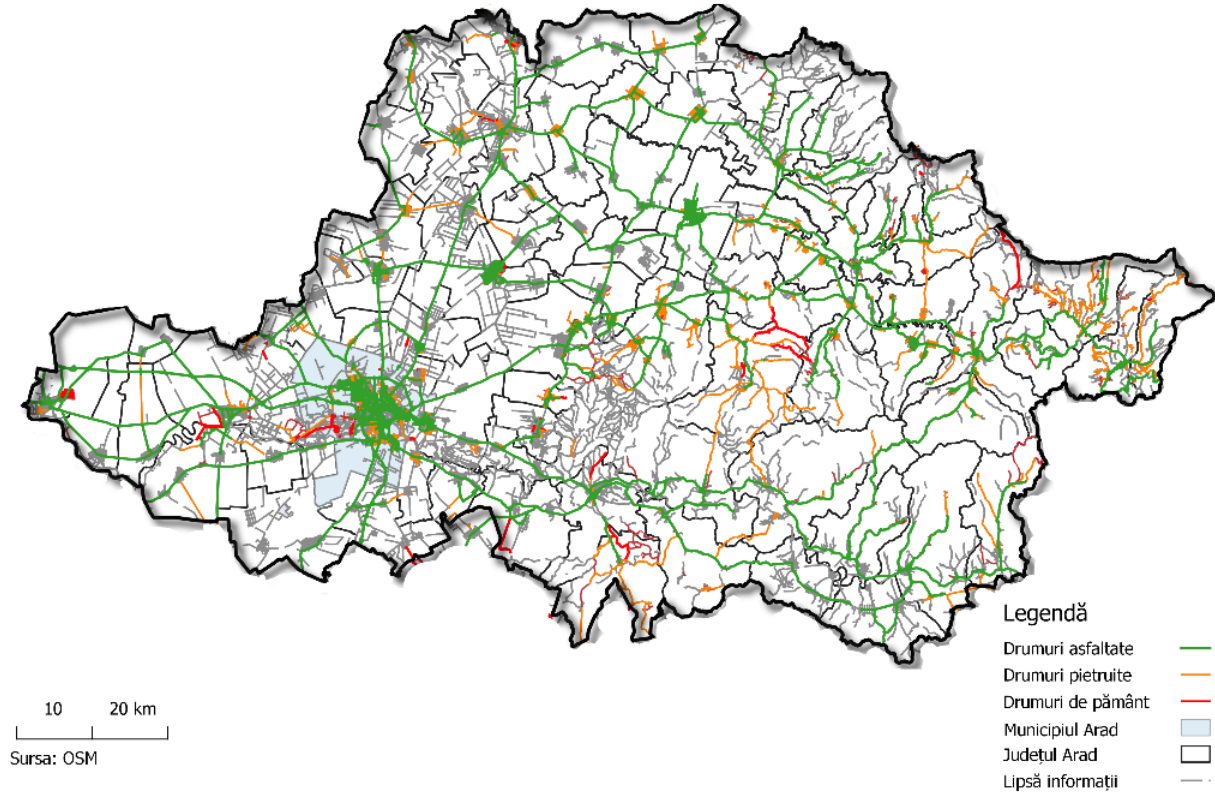 Legendă
Drumuri asfaltate
Drumuri pietruite
Drumuri de pământ
Municipiul Arad
Județul Arad
Lipsă informații
10 20 km
Sursa: OSM